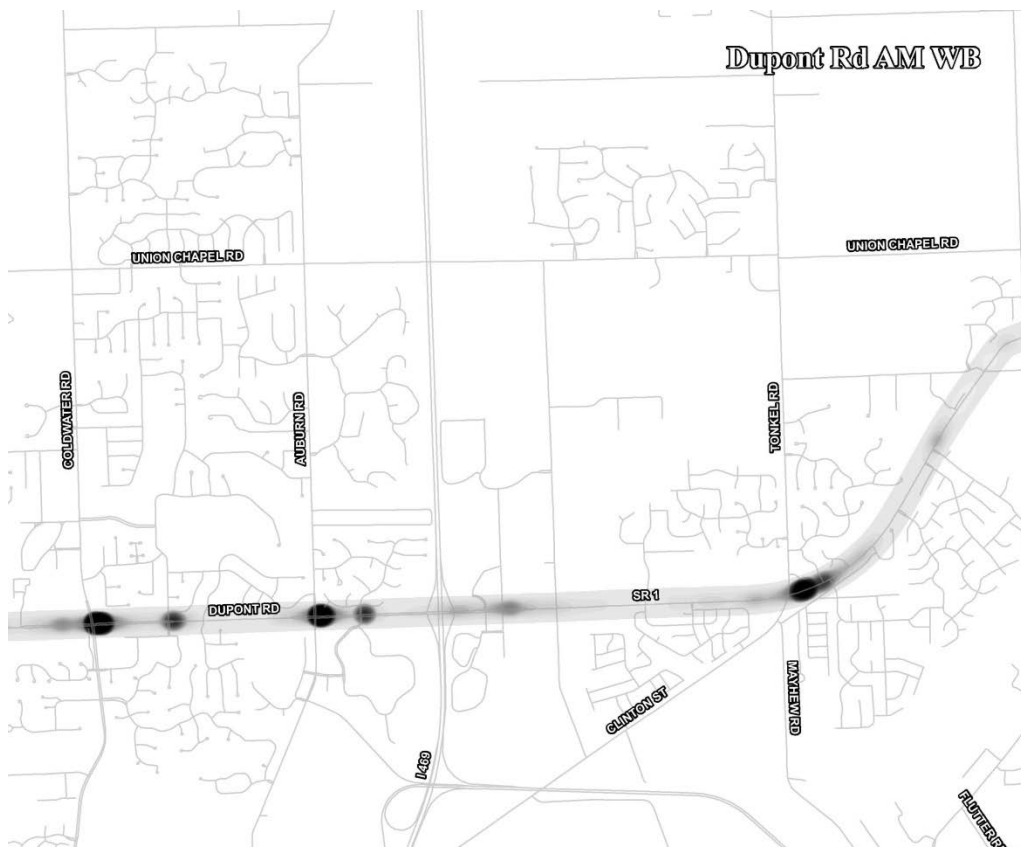 Dupont Rd AM WB
UNION CHAPEL RD
UNION CHAPEL RD
COLDWATER RD
AUBURN RD
TONKEL RD
DUPONT RD
SR 1
CLINTON ST
MAYHEW RD
I 469
FLUTTER R